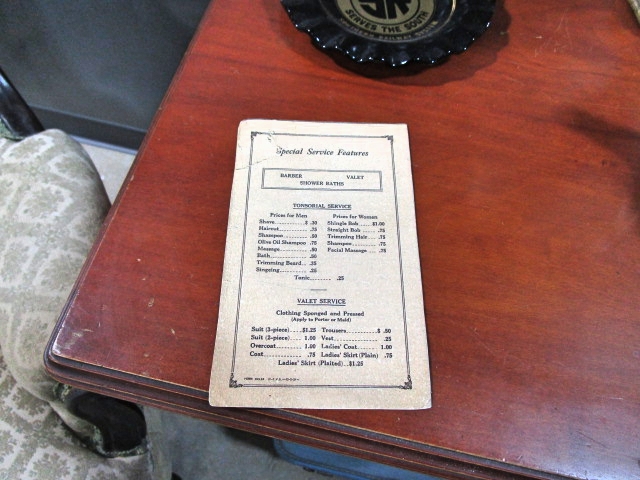 SERVES THE SOUTH
Special Service Features
BARBER VALET
SHOWER BATHS
TONSORIAL SERVICE
Prices for Men Prices for Women
Shave $ .30 Shingle Bob $1.00
Haircut .75 Straight Bob .75
Shampoo .50 Trimming Hair .75
Olive Oil Shampoo .75 Shampoo .75
Massage .50 Facial Massage .75
Bath .50
Trimming Beard .35
Singeing .35
Tonic .25
VALET SERVICE
Clothing Sponged and Pressed
(Apply to Porter or Maid)
Suit (3-piece) $1.25 Trousers $ .50
Suit (2-piece) 1.00 Vest .25
Overcoat 1.00 Ladies' Coat 1.00
Coat .75 Ladies' Skirt (Plain) .75
Ladies' Skirt (Plaited) $1.25